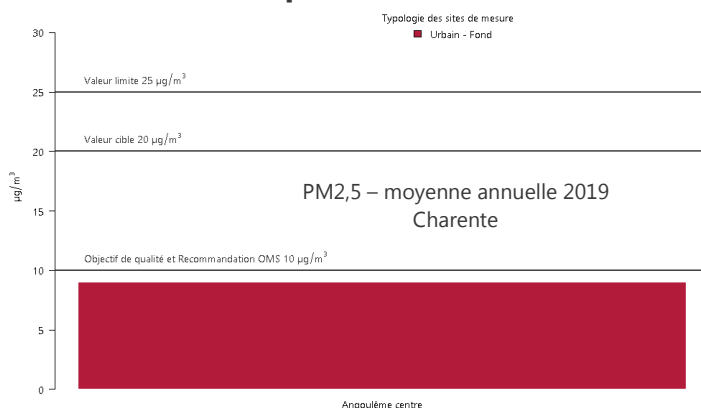 Typologie des sites de mesure
Urbain - Fond
30
Valeur limite 25 µg/m³
25
Valeur cible 20 µg/m³
20
µg/m³
PM2,5 – moyenne annuelle 2019
Charente
15
Objectif de qualité et Recommandation OMS 10 µg/m³
10
5
0
Angoulême centre